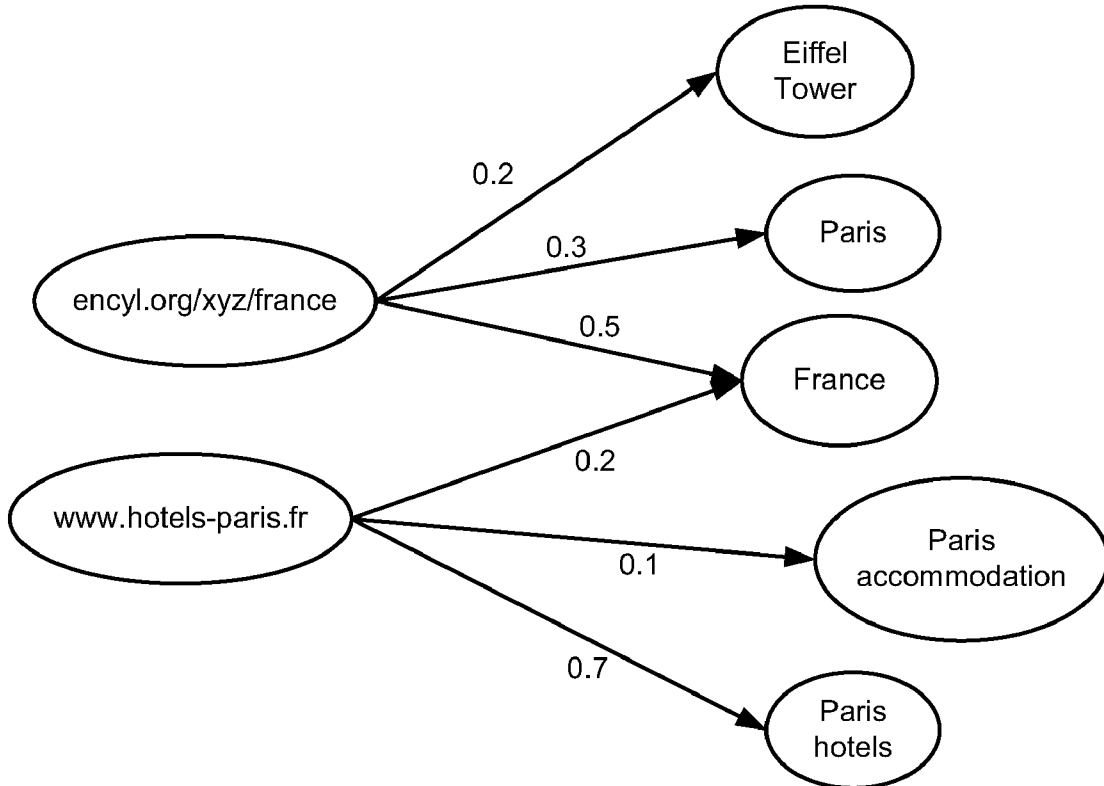 Eiffel
Tower
0.2
Paris
0.3
encyl.org/xyz/france
0.5
France
0.2
www.hotels-paris.fr
Paris
accommodation
0.1
0.7
Paris
hotels